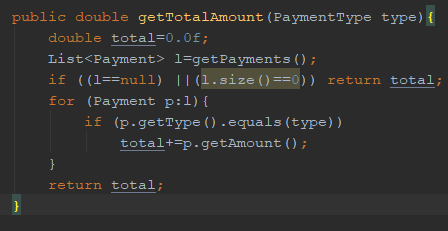 public double getTotalAmount(PaymentType type){
double total=0.0f;
List<Payment> l=getPayments();
if ((l==null) ||(l.size()==0)) return total;
for (Payment p:l){
if (p.getType().equals(type))
total+=p.getAmount();
}
return total;
}